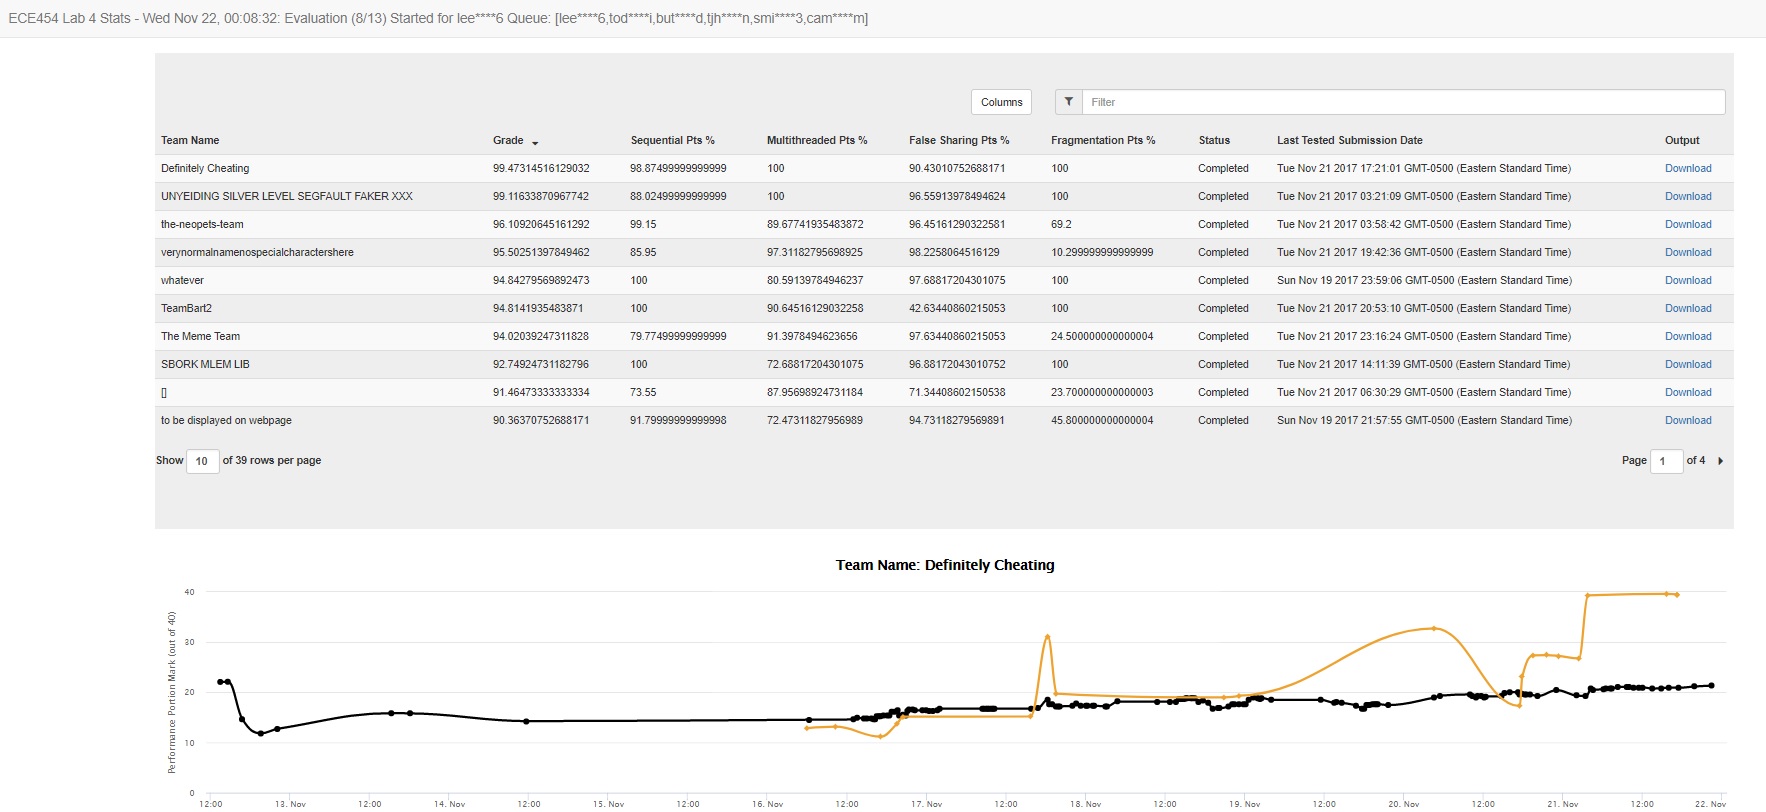 ECE454 Lab 4 Stats - Wed Nov 22, 00:08:32: Evaluation (8/13) Started for lee****6 Queue: [lee****6,tod****i,but****d,tjh****n,smi****3,cam****m]
Columns Filter
Team Name Grade Sequential Pts % Multithreaded Pts % False Sharing Pts % Fragmentation Pts % Status Last Tested Submission Date Output
Definitely Cheating 99.47314516129032 98.87499999999999 100 90.43010752688171 100 Completed Tue Nov 21 2017 17:21:01 GMT-0500 (Eastern Standard Time) Download
UNYEIDING SILVER LEVEL SEGFAULT FAKER XXX 99.11633870967742 88.02499999999999 100 96.55913978494624 100 Completed Tue Nov 21 2017 03:21:09 GMT-0500 (Eastern Standard Time) Download
the-neopets-team 96.10920645161292 99.15 89.67741935483872 96.45161290322581 69.2 Completed Tue Nov 21 2017 03:58:42 GMT-0500 (Eastern Standard Time) Download
verynormalnamenospecialcharactershere 95.50251397849462 85.95 97.31182795698925 98.2258064516129 10.299999999999999 Completed Tue Nov 21 2017 19:42:36 GMT-0500 (Eastern Standard Time) Download
whatever 94.84279569892473 100 80.59139784946237 97.68817204301075 100 Completed Sun Nov 19 2017 23:59:06 GMT-0500 (Eastern Standard Time) Download
TeamBart2 94.8141935483871 100 90.64516129032258 42.63440860215053 100 Completed Tue Nov 21 2017 20:53:10 GMT-0500 (Eastern Standard Time) Download
The Meme Team 94.02039247311828 79.77499999999999 91.3978494623656 97.63440860215053 24.500000000000004 Completed Tue Nov 21 2017 23:16:24 GMT-0500 (Eastern Standard Time) Download
SBORK MLEM LIB 92.74924731182796 100 72.68817204301075 96.88172043010752 100 Completed Tue Nov 21 2017 14:11:39 GMT-0500 (Eastern Standard Time) Download
[] 91.46473333333334 73.55 87.95698924731184 71.34408602150538 23.700000000000003 Completed Tue Nov 21 2017 06:30:29 GMT-0500 (Eastern Standard Time) Download
to be displayed on webpage 90.36370752688171 91.79999999999998 72.47311827956989 94.73118279569891 45.800000000000004 Completed Sun Nov 19 2017 21:57:55 GMT-0500 (Eastern Standard Time) Download
Show 10 of 39 rows per page Page 1 of 4
Team Name: Definitely Cheating
Performance Portion Mark (out of 40)
40
30
20
10
0
12:00 13. Nov 12:00 14. Nov 12:00 15. Nov 12:00 16. Nov 12:00 17. Nov 12:00 18. Nov 12:00 19. Nov 12:00 20. Nov 12:00 21. Nov 12:00 22. Nov